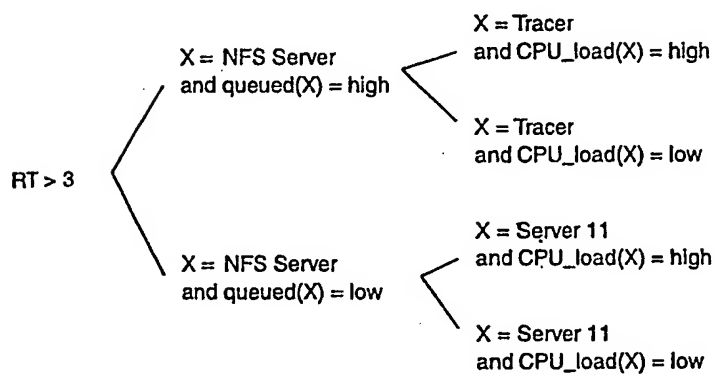 X = Tracer
and CPU_load(X) = high
X = NFS Server
and queued(X) = high
X = Tracer
and CPU_load(X) = low
RT > 3
X = Server 11
and CPU_load(X) = high
X = NFS Server
and queued(X) = low
X = Server 11
and CPU_load(X) = low